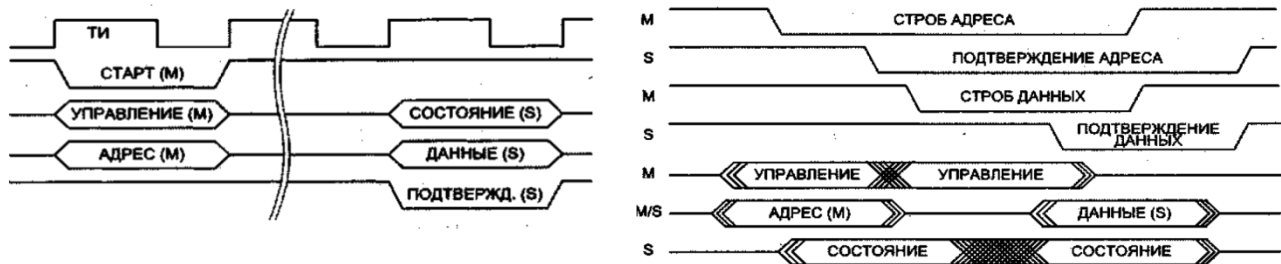 ТИ
СТАРТ (M)
УПРАВЛЕНИЕ (M)
СОСТОЯНИЕ (S)
АДРЕС (M)
ДАННЫЕ (S)
ПОДТВЕРЖД. (S)
M
СТРОБ АДРЕСА
S
ПОДТВЕРЖДЕНИЕ АДРЕСА
M
СТРОБ ДАННЫХ
S
ПОДТВЕРЖДЕНИЕ
ДАННЫХ
M
УПРАВЛЕНИЕ
УПРАВЛЕНИЕ
M/S
АДРЕС (M)
ДАННЫЕ (S)
S
СОСТОЯНИЕ
СОСТОЯНИЕ